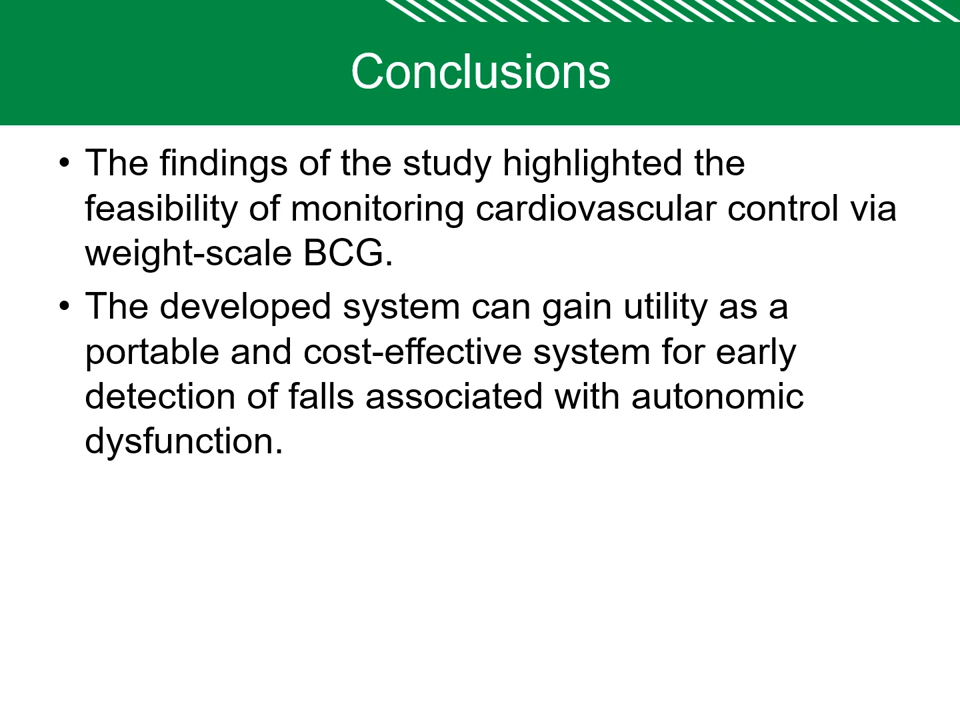 Conclusions
• The findings of the study highlighted the
feasibility of monitoring cardiovascular control via
weight-scale BCG.
• The developed system can gain utility as a
portable and cost-effective system for early
detection of falls associated with autonomic
dysfunction.